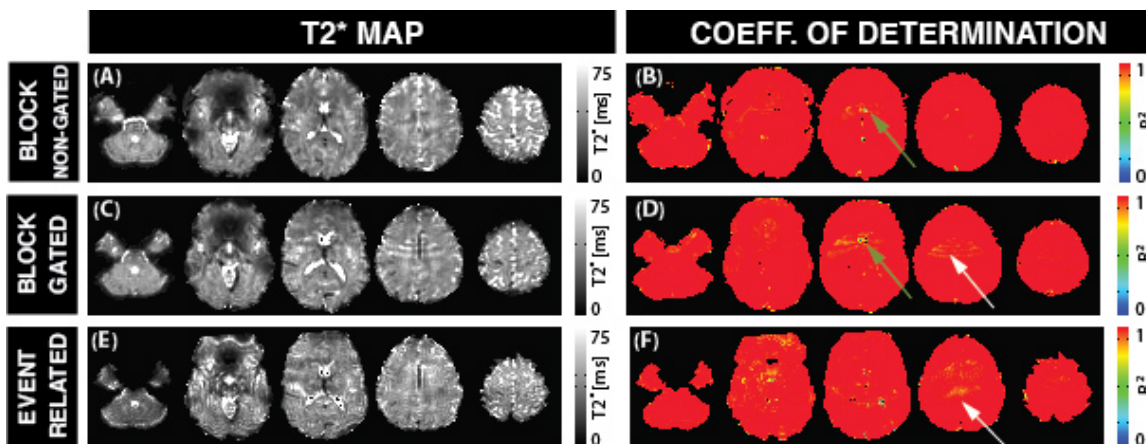 T2* MAP
COEFF. OF DETERMINATION
BLOCK
NON-GATED
(A)
75
T2* [ms]
0
(B)
1
R²
0
BLOCK
GATED
(C)
75
T2* [ms]
0
(D)
1
R²
0
EVENT
RELATED
(E)
75
T2* [ms]
0
(F)
1
R²
0